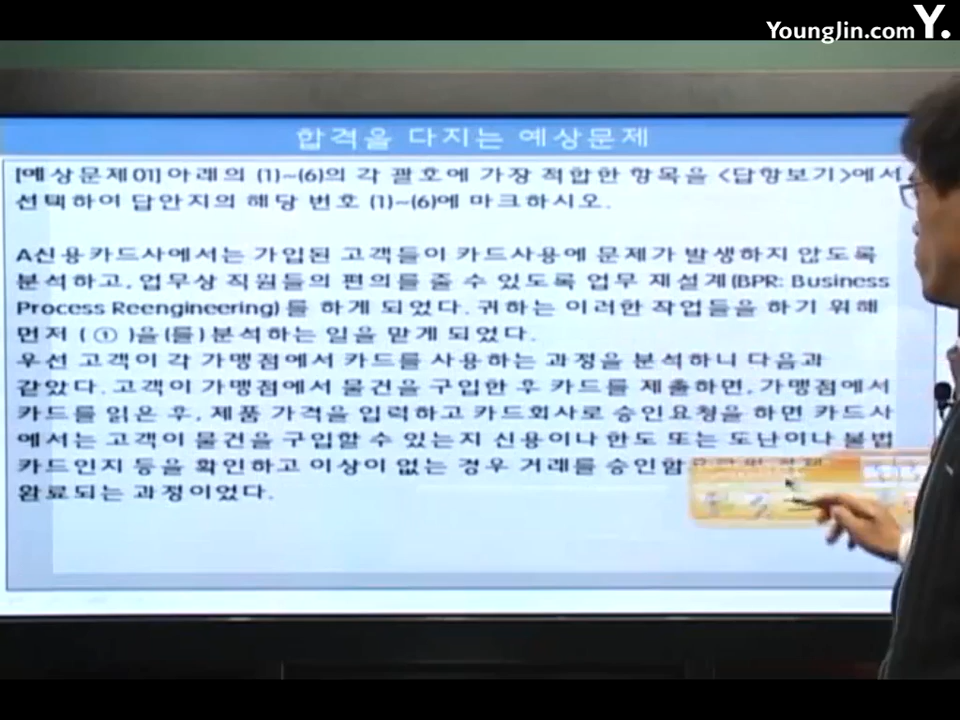 YoungJin.com Y.
합격을 다지는 예상문제
[예상문제01] 아래의 (1)~(6)의 각 괄호에 가장 적합한 항목을 <답항보기>에서
선택하여 답안지의 해당 번호 (1)~(6)에 마크하시오.
A신용카드사에서는 가입된 고객들이 카드사용에 문제가 발생하지 않도록
분석하고, 업무상 직원들의 편의를 줄 수 있도록 업무 재설계(BPR: Business
Process Reengineering)를 하게 되었다. 귀하는 이러한 작업들을 하기 위해
먼저 ( ① )을(를) 분석하는 일을 맡게 되었다.
우선 고객이 각 가맹점에서 카드를 사용하는 과정을 분석하니 다음과
같았다. 고객이 가맹점에서 물건을 구입한 후 카드를 제출하면, 가맹점에서
카드를 읽은 후, 제품 가격을 입력하고 카드회사로 승인요청을 하면 카드사
에서는 고객이 물건을 구입할 수 있는지 신용이나 한도 또는 도난이나 불법
카드인지 등을 확인하고 이상이 없는 경우 거래를 승인함
완료되는 과정이었다.